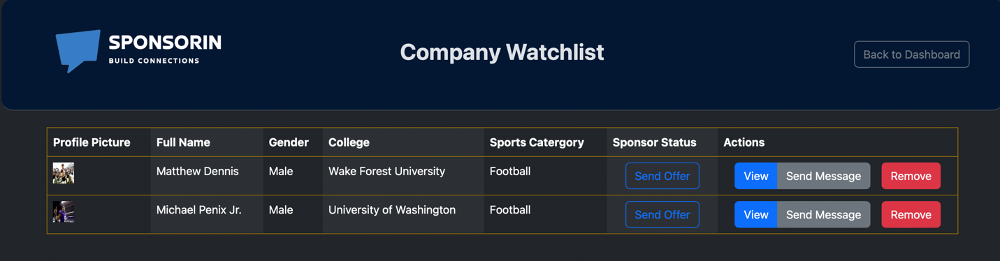 SPONSORIN
BUILD CONNECTIONS
Company Watchlist
Back to Dashboard
Profile Picture Full Name Gender College Sports Catergory Sponsor Status Actions
Matthew Dennis Male Wake Forest University Football Send Offer View Send Message Remove
Michael Penix Jr. Male University of Washington Football Send Offer View Send Message Remove